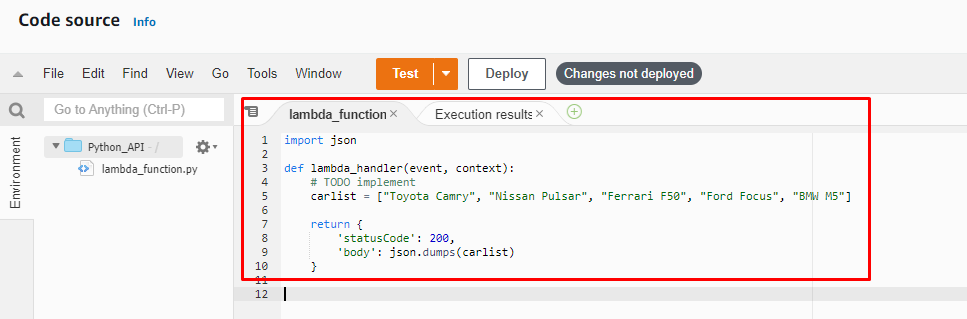 Code source Info
File Edit Find View Go Tools Window Test Deploy Changes not deployed
Go to Anything (Ctrl-P)
Environment
Python_API - /
lambda_function.py
lambda_function × Execution results ×
1 import json
2
3 def lambda_handler(event, context):
4 # TODO implement
5 carlist = ["Toyota Camry", "Nissan Pulsar", "Ferrari F50", "Ford Focus", "BMW M5"]
6
7 return {
8 'statusCode': 200,
9 'body': json.dumps(carlist)
10 }
11
12